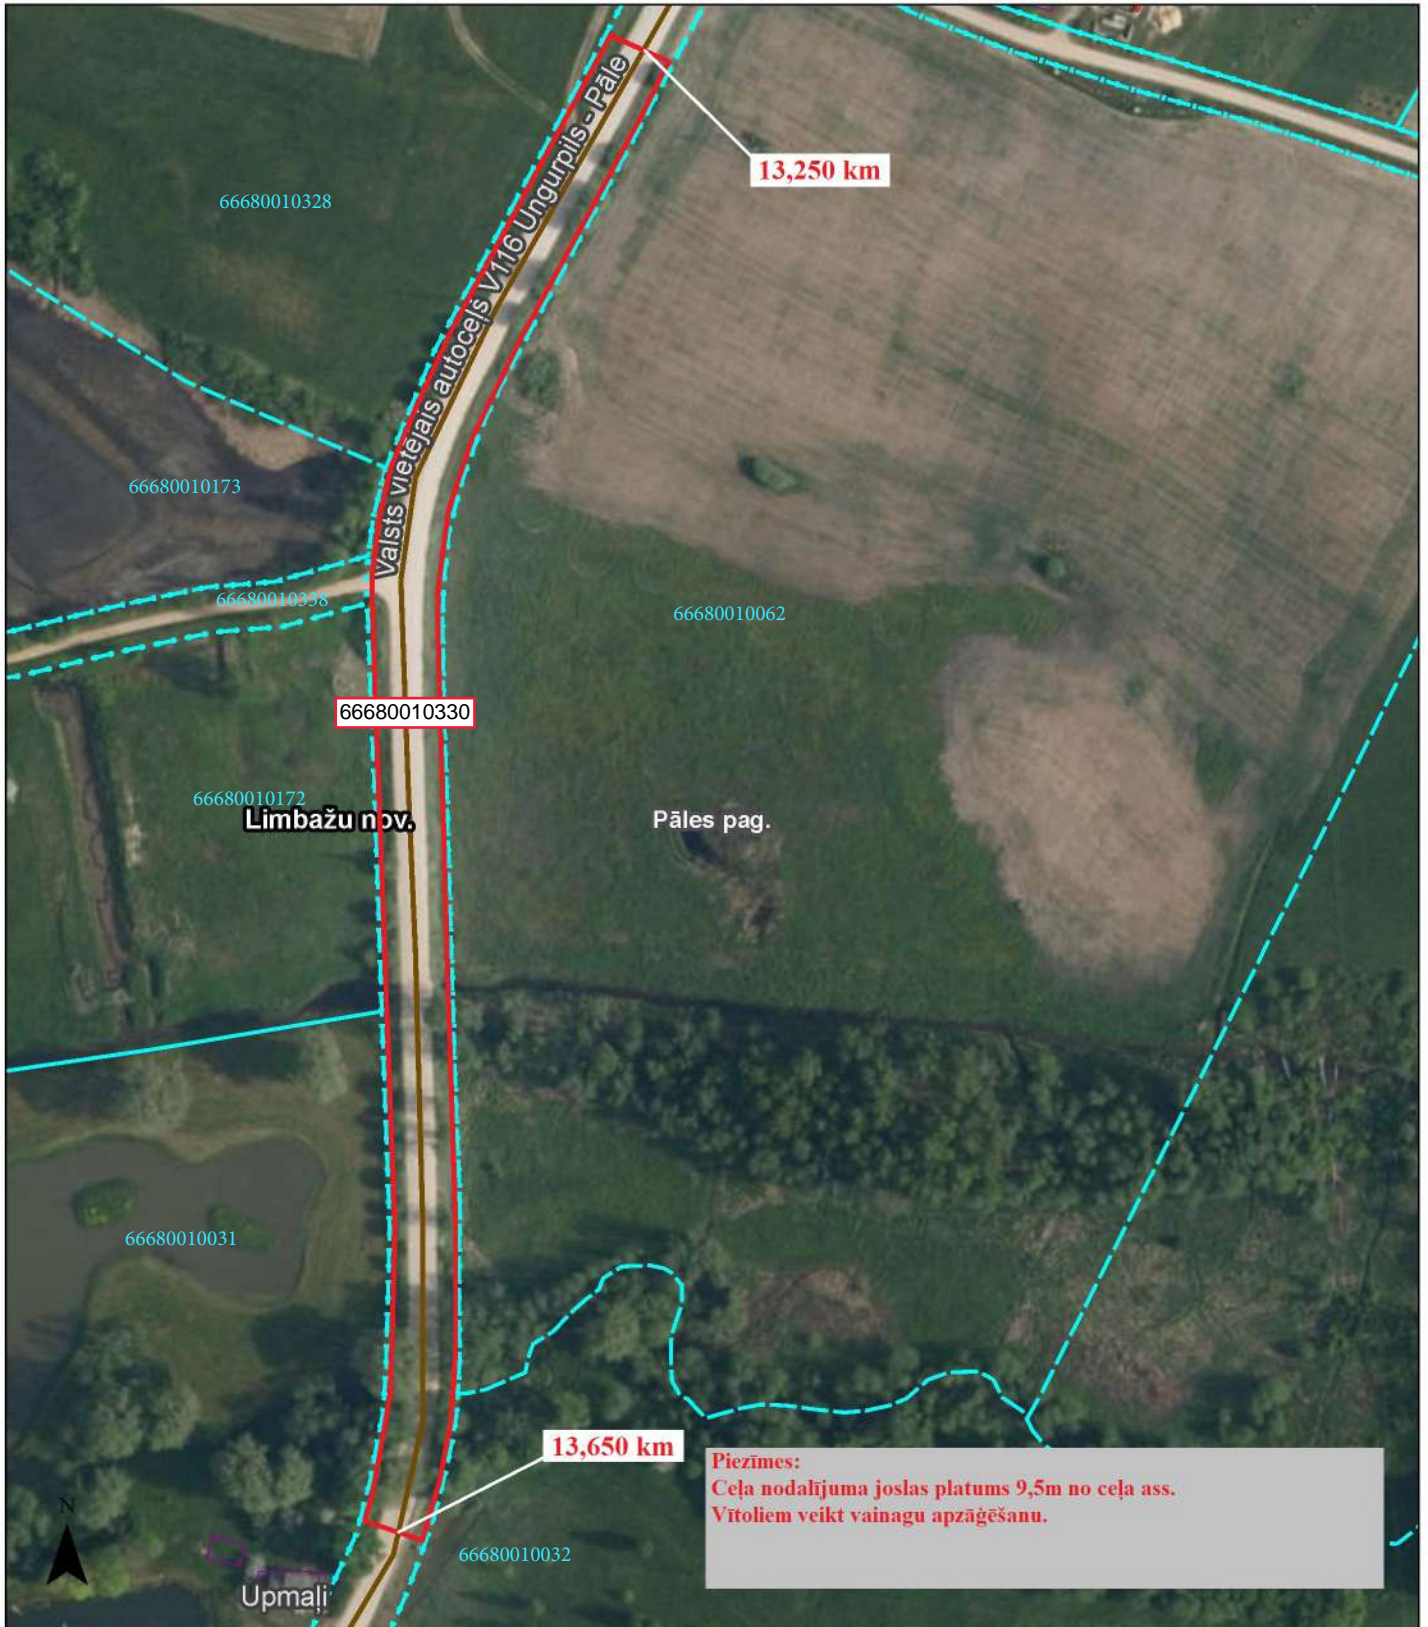 Valsts vietējais autoceļš V116 Ungurpils - Pāle
13,250 km
66680010328
66680010173
66680010338
66680010062
66680010330
66680010172
Limbažu nov.
Pāles pag.
66680010031
13,650 km
Piezīmes:
Ceļa nodalījuma joslas platums 9,5m no ceļa ass.
Vītoliem veikt vainagu apzāģēšanu.
N
66680010032
Upmaļi